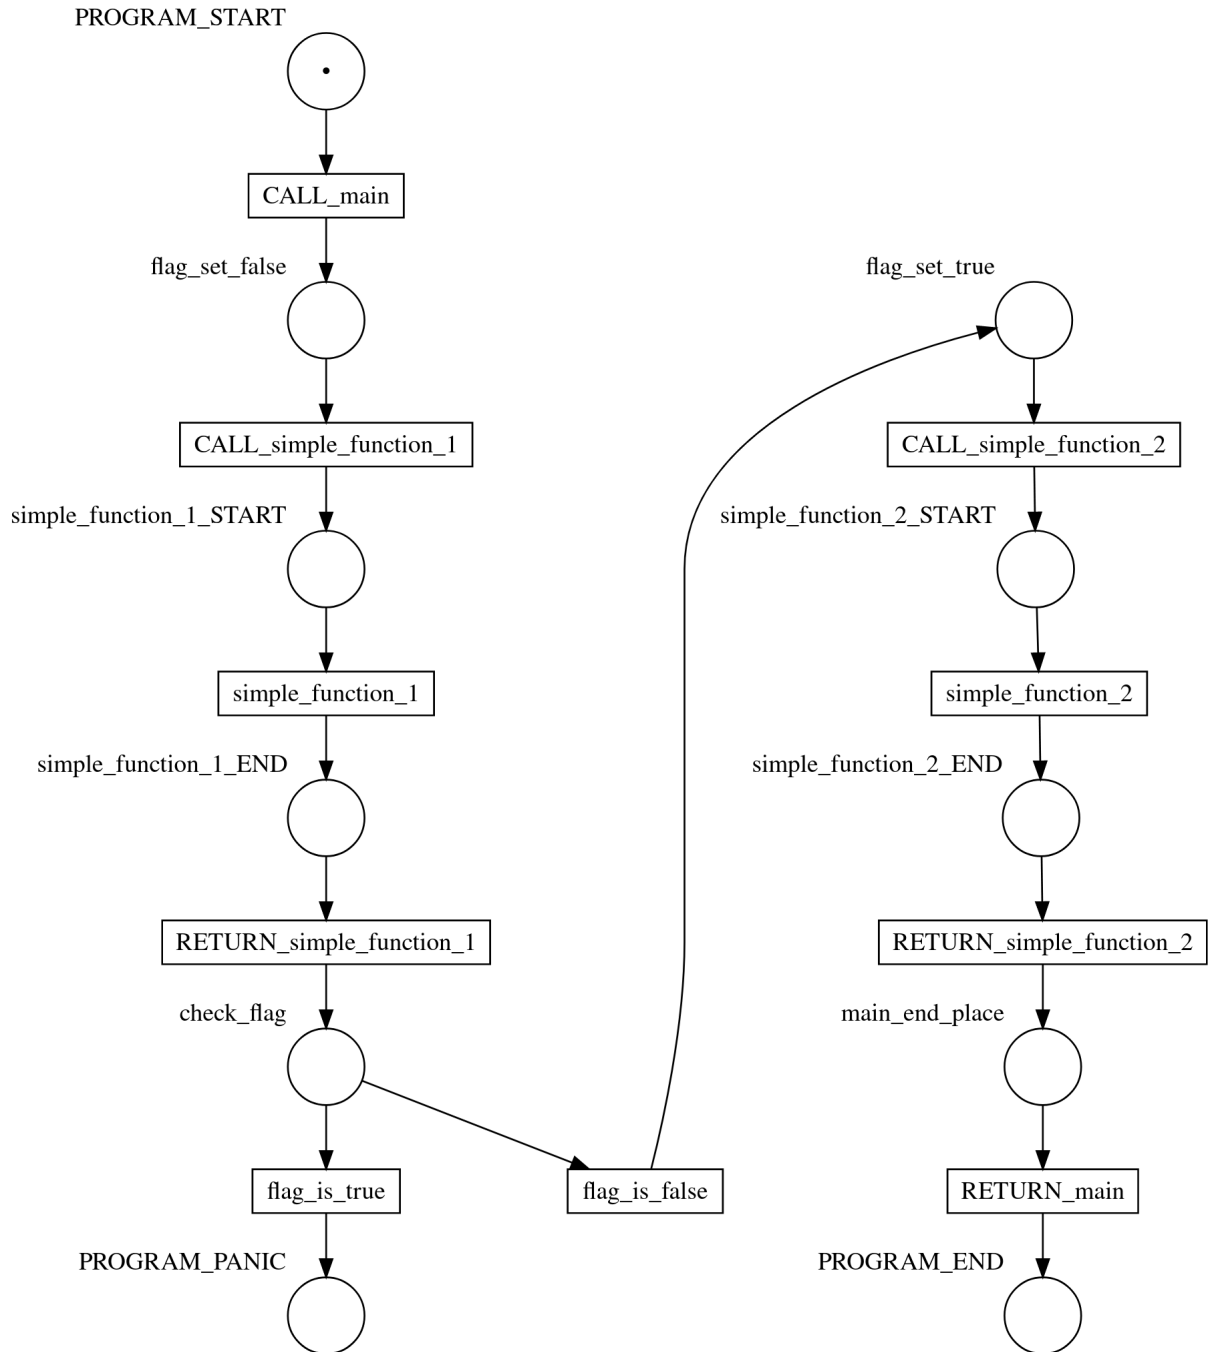 PROGRAM_START
CALL_main
flag_set_false
CALL_simple_function_1
simple_function_1_START
simple_function_1
simple_function_1_END
RETURN_simple_function_1
check_flag
flag_is_true
flag_is_false
PROGRAM_PANIC
flag_set_true
CALL_simple_function_2
simple_function_2_START
simple_function_2
simple_function_2_END
RETURN_simple_function_2
main_end_place
RETURN_main
PROGRAM_END